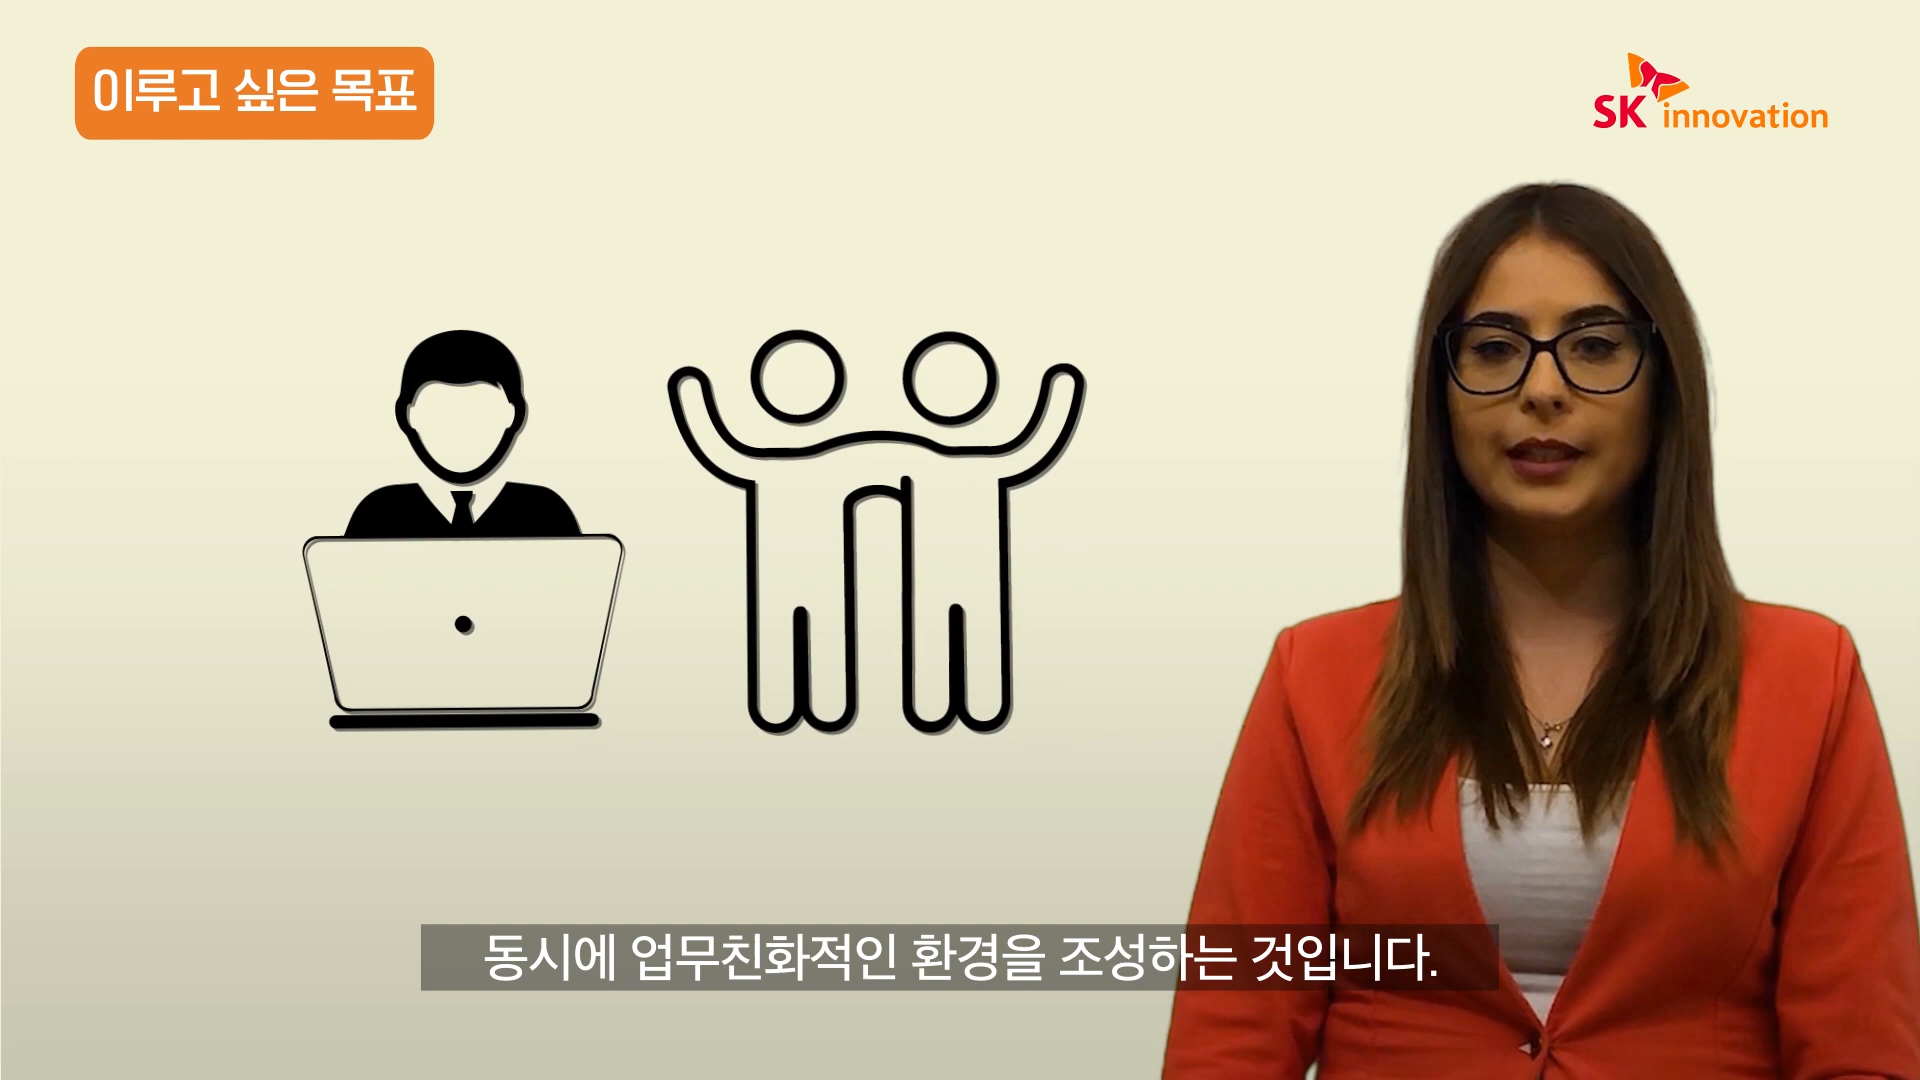 이루고 싶은 목표
SK innovation
동시에 업무친화적인 환경을 조성하는 것입니다.